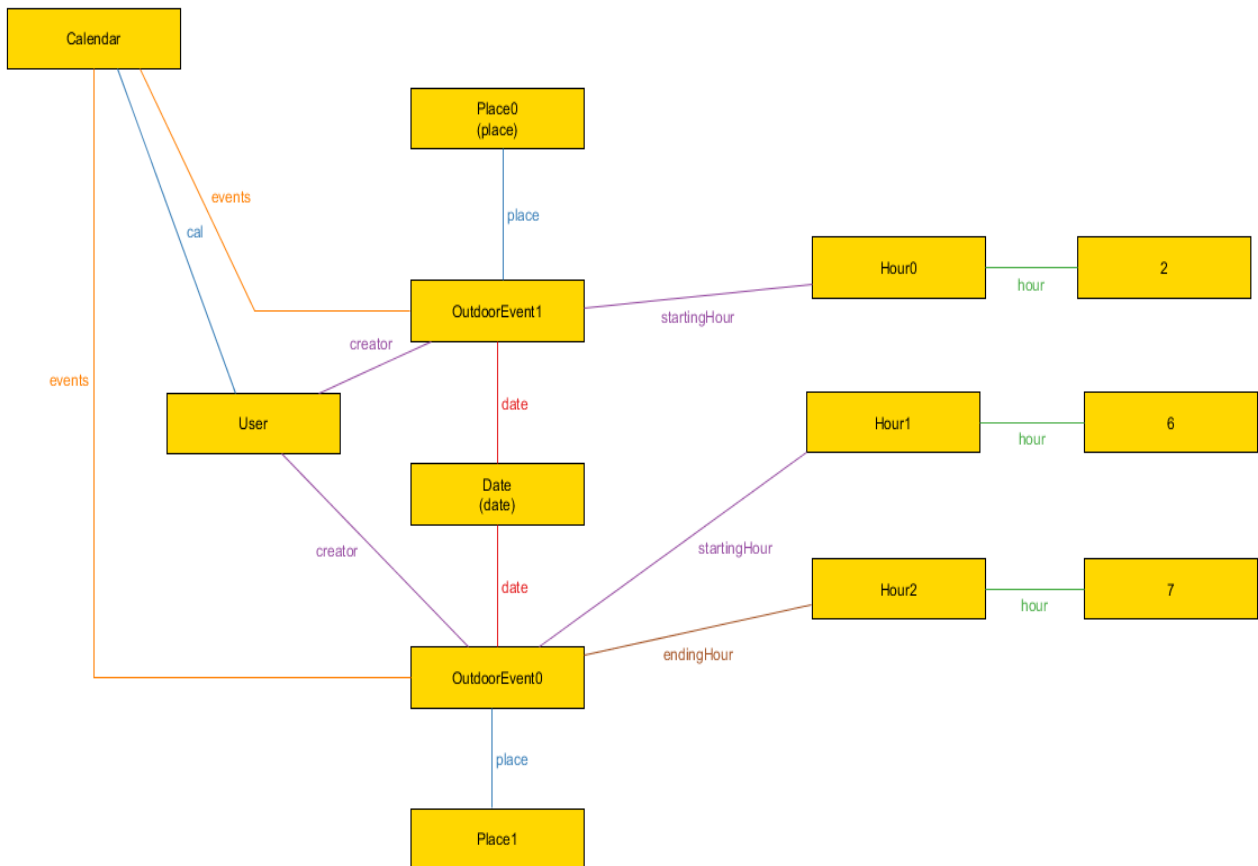 Calendar
Place0
(place)
events
place
cal
Hour0
2
hour
OutdoorEvent1
startingHour
creator
events
date
User
Hour1
6
hour
Date
(date)
creator
startingHour
date
Hour2
7
hour
endingHour
OutdoorEvent0
place
Place1